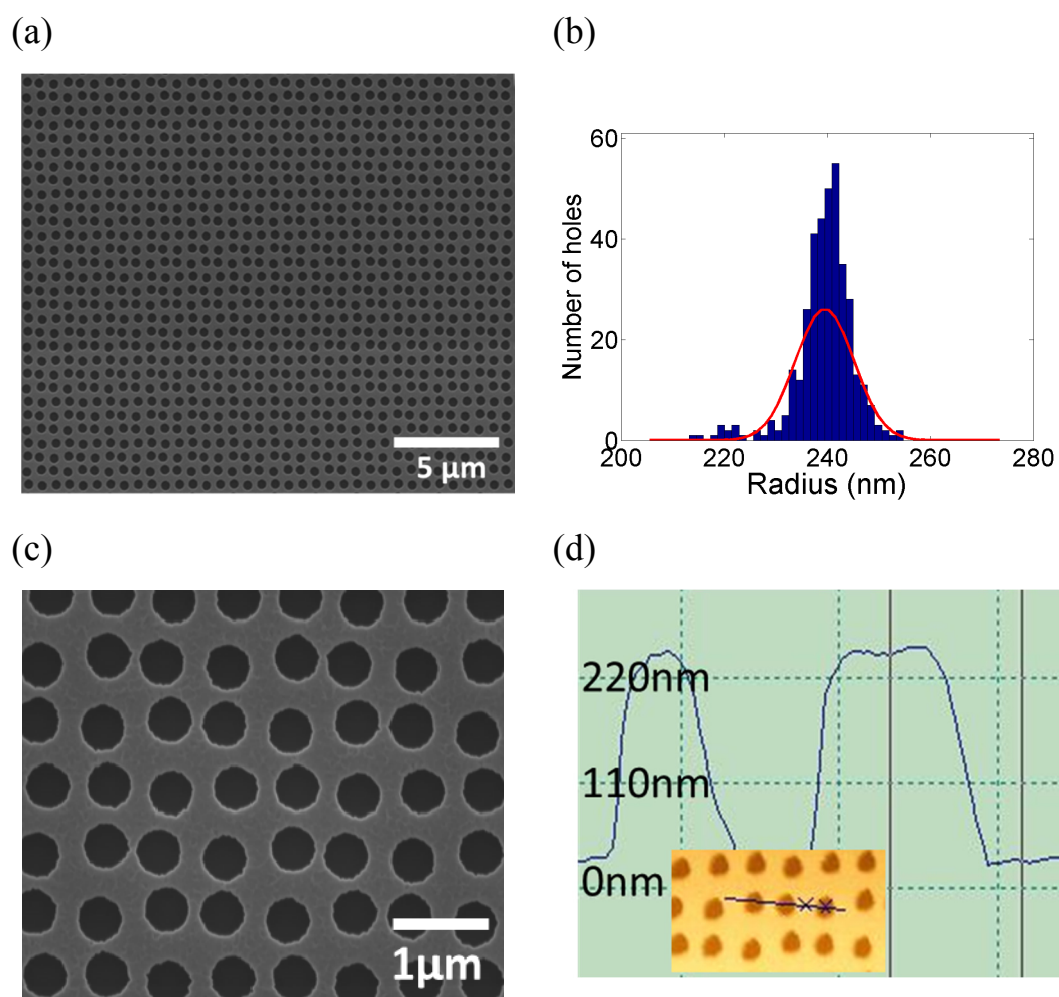 (a)
(b)
5 μm
60
40
20
0
200
220
240
260
280
Number of holes
Radius (nm)
(c)
(d)
1μm
220nm
110nm
0nm